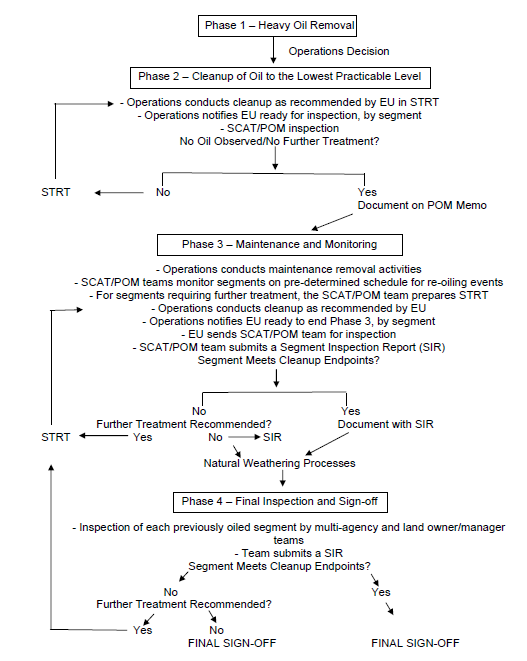 Phase 1 – Heavy Oil Removal
Operations Decision
Phase 2 – Cleanup of Oil to the Lowest Practicable Level
- Operations conducts cleanup as recommended by EU in STRT
- Operations notifies EU ready for inspection, by segment
- SCAT/POM inspection
No Oil Observed/No Further Treatment?
STRT No Yes
Document on POM Memo
Phase 3 – Maintenance and Monitoring
- Operations conducts maintenance removal activities
- SCAT/POM teams monitor segments on pre-determined schedule for re-oiling events
- For segments requiring further treatment, the SCAT/POM team prepares STRT
- Operations conducts cleanup as recommended by EU
- Operations notifies EU ready to end Phase 3, by segment
- EU sends SCAT/POM team for inspection
- SCAT/POM team submits a Segment Inspection Report (SIR)
Segment Meets Cleanup Endpoints?
No Yes
Further Treatment Recommended? Document with SIR
STRT Yes No SIR
Natural Weathering Processes
Phase 4 – Final Inspection and Sign-off
- Inspection of each previously oiled segment by multi-agency and land owner/manager
teams
- Team submits a SIR
Segment Meets Cleanup Endpoints?
No Yes
Further Treatment Recommended?
Yes No
FINAL SIGN-OFF FINAL SIGN-OFF